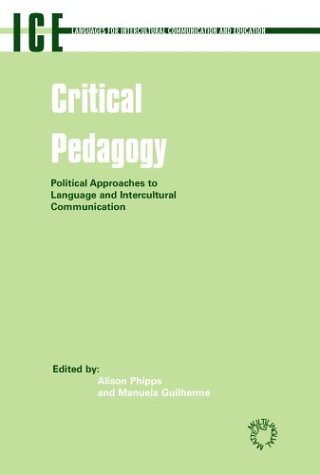 ICE
LANGUAGES FOR INTERCULTURAL COMMUNICATION AND EDUCATION
Critical
Pedagogy
Political Approaches to
Language and Intercultural
Communication
Edited by:
Alison Phipps
and Manuela Guilherme
MULTILINGUAL
MATTERS